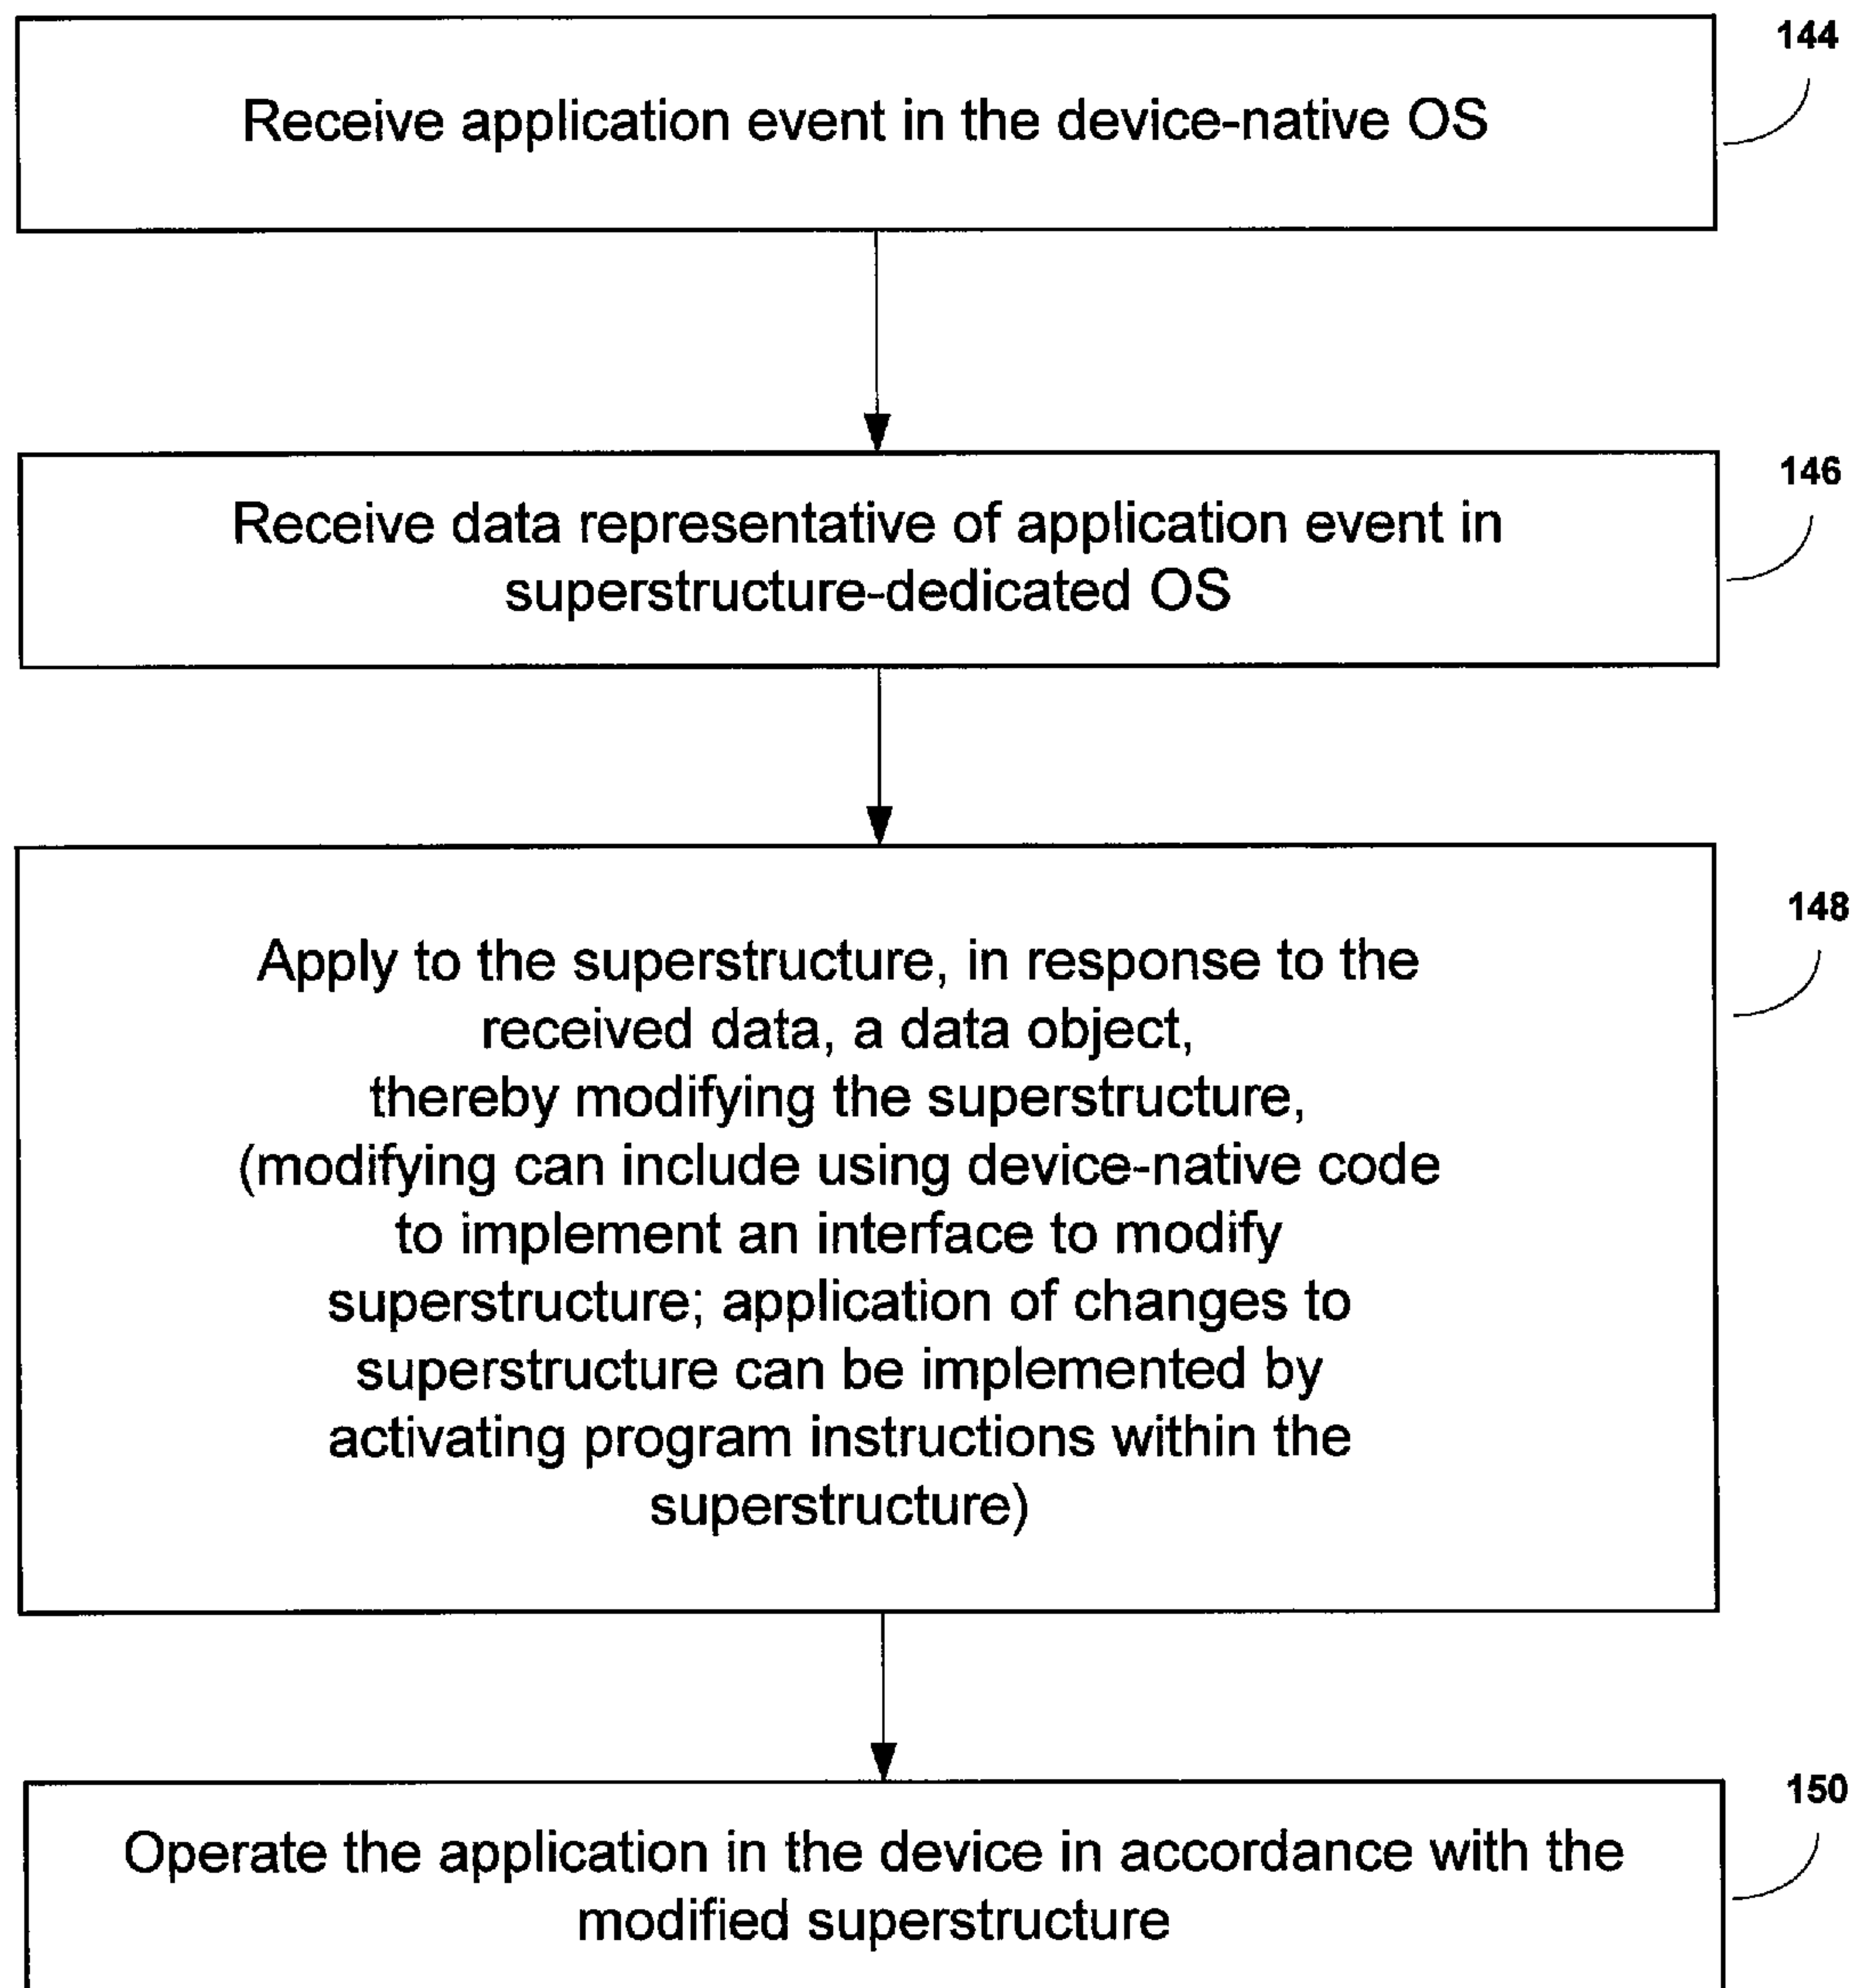 144
Receive application event in the device-native OS
146
Receive data representative of application event in
superstructure-dedicated OS
148
Apply to the superstructure, in response to the
received data, a data object,
thereby modifying the superstructure,
(modifying can include using device-native code
to implement an interface to modify
superstructure; application of changes to
superstructure can be implemented by
activating program instructions within the
superstructure)
150
Operate the application in the device in accordance with the
modified superstructure